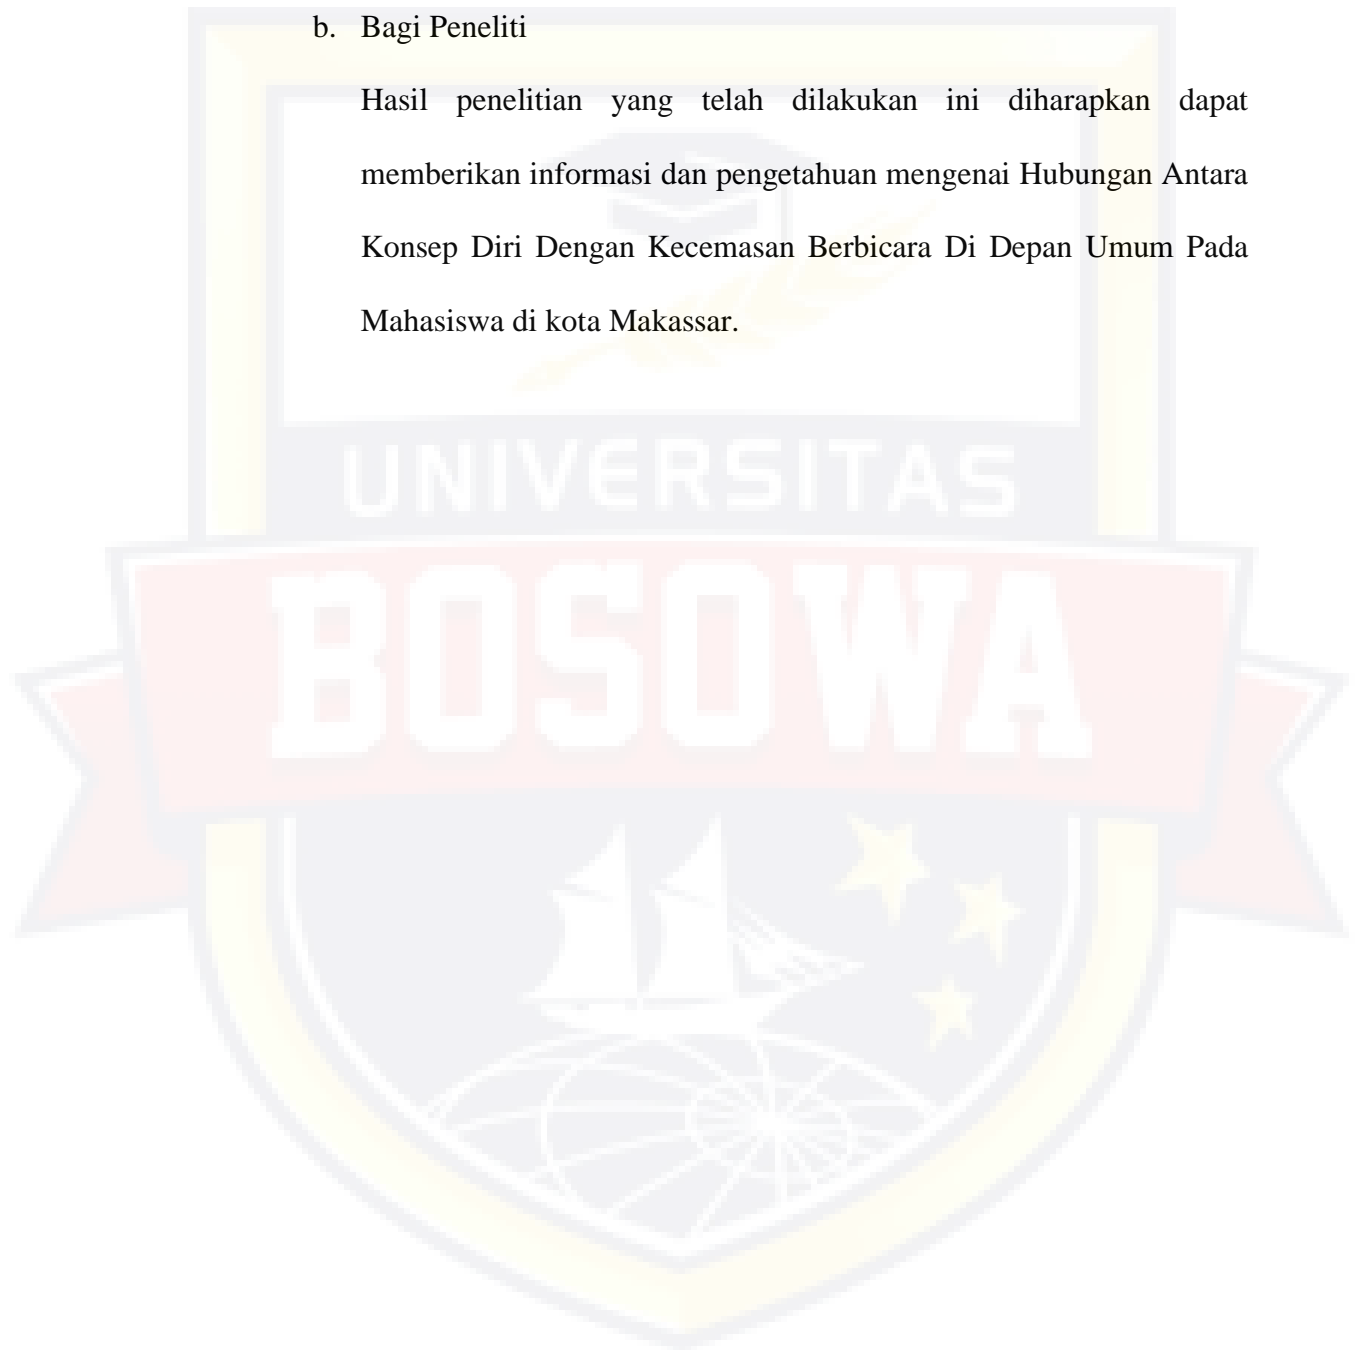 b. Bagi Peneliti
Hasil penelitian yang telah dilakukan ini diharapkan dapat
memberikan informasi dan pengetahuan mengenai Hubungan Antara
Konsep Diri Dengan Kecemasan Berbicara Di Depan Umum Pada
Mahasiswa di kota Makassar.
UNIVERSITAS
BOSOWA